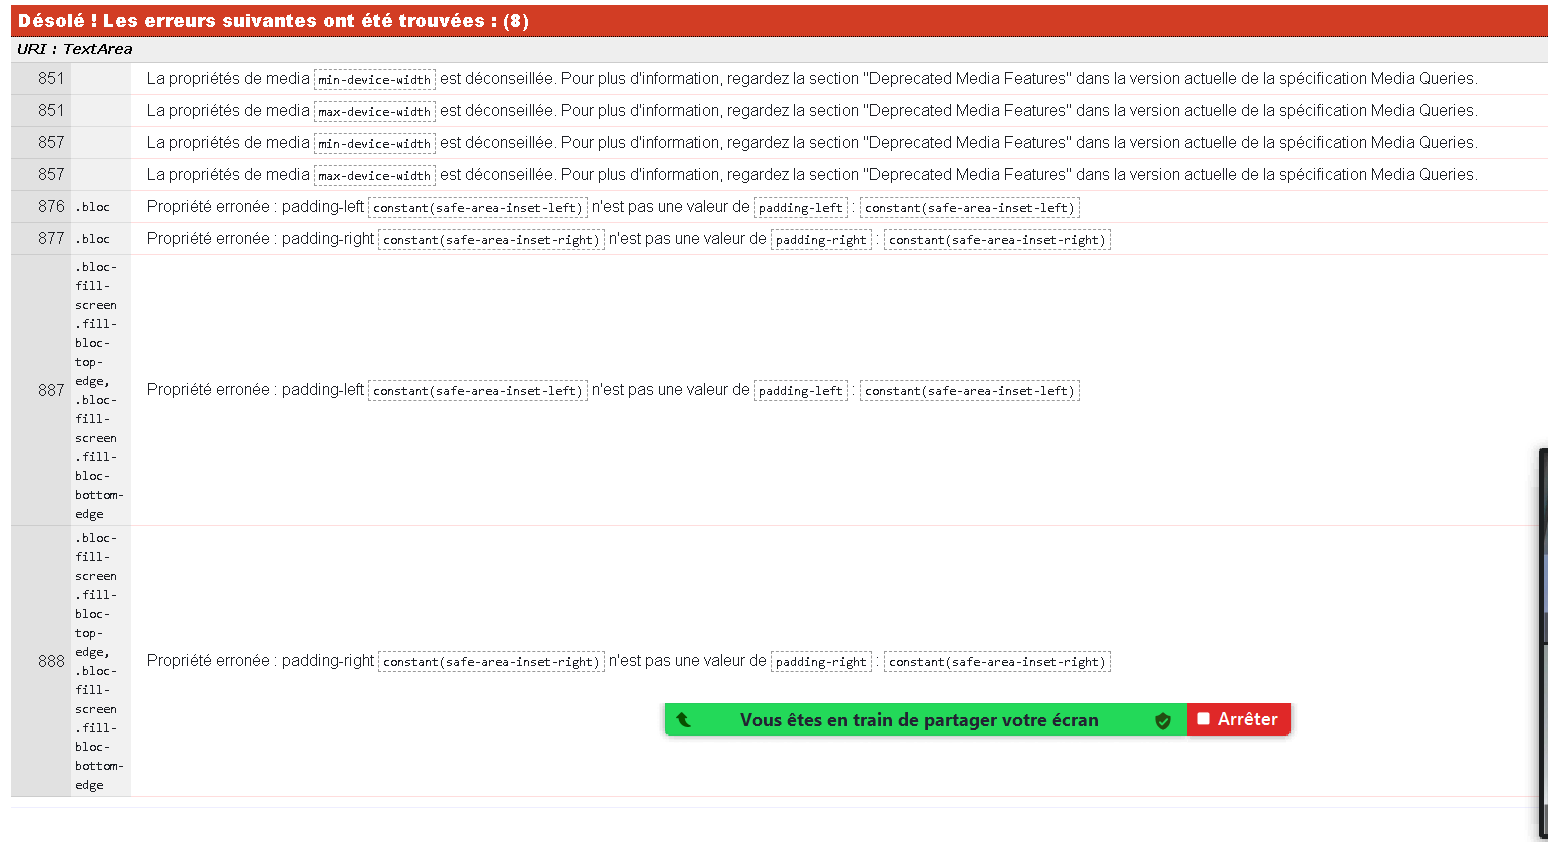 Désolé ! Les erreurs suivantes ont été trouvées : (8)
URI : TextArea
851 La propriétés de media min-device-width est déconseillée. Pour plus d'information, regardez la section "Deprecated Media Features" dans la version actuelle de la spécification Media Queries.
851 La propriétés de media max-device-width est déconseillée. Pour plus d'information, regardez la section "Deprecated Media Features" dans la version actuelle de la spécification Media Queries.
857 La propriétés de media min-device-width est déconseillée. Pour plus d'information, regardez la section "Deprecated Media Features" dans la version actuelle de la spécification Media Queries.
857 La propriétés de media max-device-width est déconseillée. Pour plus d'information, regardez la section "Deprecated Media Features" dans la version actuelle de la spécification Media Queries.
876 .bloc Propriété erronée : padding-left constant(safe-area-inset-left) n'est pas une valeur de padding-left : constant(safe-area-inset-left)
877 .bloc Propriété erronée : padding-right constant(safe-area-inset-right) n'est pas une valeur de padding-right : constant(safe-area-inset-right)
887
.bloc-
fill-
screen
.fill-
bloc-
top-
edge,
.bloc-
fill-
screen
.fill-
bloc-
bottom-
edge
Propriété erronée : padding-left constant(safe-area-inset-left) n'est pas une valeur de padding-left : constant(safe-area-inset-left)
888
.bloc-
fill-
screen
.fill-
bloc-
top-
edge,
.bloc-
fill-
screen
.fill-
bloc-
bottom-
edge
Propriété erronée : padding-right constant(safe-area-inset-right) n'est pas une valeur de padding-right : constant(safe-area-inset-right)
Vous êtes en train de partager votre écran Arrêter